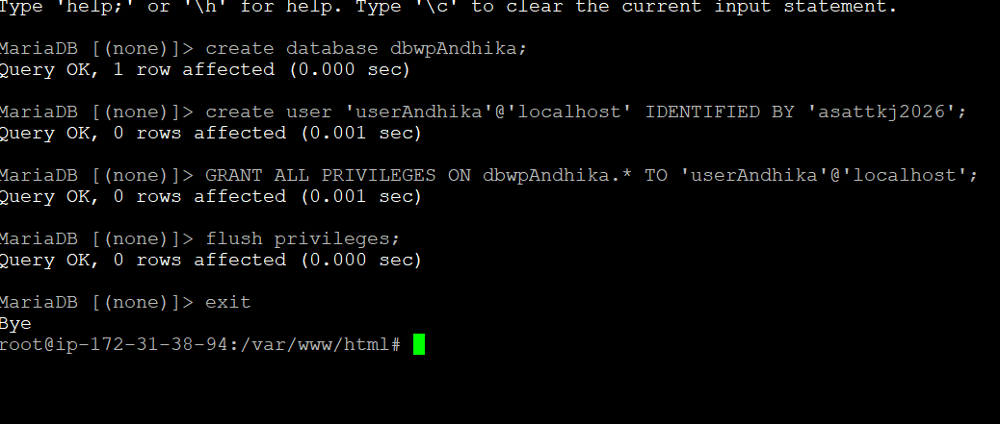 Type 'help;' or '\h' for help. Type '\c' to clear the current input statement.
MariaDB [(none)]> create database dbwpAndhika;
Query OK, 1 row affected (0.000 sec)
MariaDB [(none)]> create user 'userAndhika'@'localhost' IDENTIFIED BY 'asattkj2026';
Query OK, 0 rows affected (0.001 sec)
MariaDB [(none)]> GRANT ALL PRIVILEGES ON dbwpAndhika.* TO 'userAndhika'@'localhost';
Query OK, 0 rows affected (0.001 sec)
MariaDB [(none)]> flush privileges;
Query OK, 0 rows affected (0.000 sec)
MariaDB [(none)]> exit
Bye
root@ip-172-31-38-94:/var/www/html#